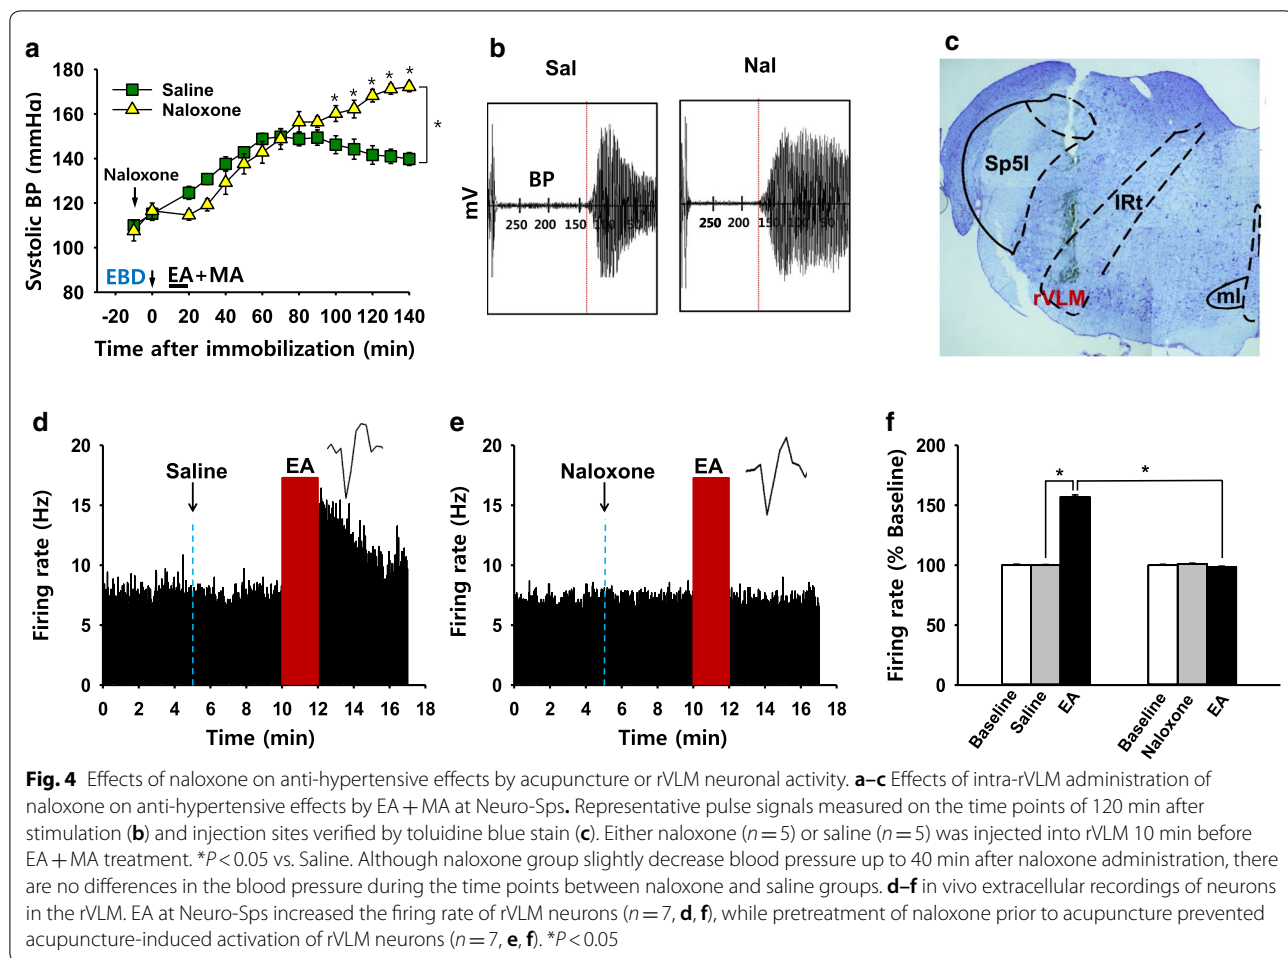 a
b
c
180
160
140
120
100
80
Svstolic BP (mmHa)
Saline
Naloxone
* * * * *
*
Naloxone
EBD
EA+MA
-20 0 20 40 60 80 100 120 140
Time after immobilization (min)
Sal
Nal
mV
BP
250 200 150 100 50
250 200 150 100 50
Sp5I
IRt
rVLM
ml
d
e
f
20
15
10
5
0
Firing rate (Hz)
Saline
EA
0 2 4 6 8 10 12 14 16 18
Time (min)
20
15
10
5
0
Firing rate (Hz)
Naloxone
EA
0 2 4 6 8 10 12 14 16 18
Time (min)
200
150
100
50
0
Firing rate (% Baseline)
* *
Baseline Saline EA Baseline Naloxone EA
Fig. 4 Effects of naloxone on anti-hypertensive effects by acupuncture or rVLM neuronal activity. a–c Effects of intra-rVLM administration of
naloxone on anti-hypertensive effects by EA + MA at Neuro-Sps. Representative pulse signals measured on the time points of 120 min after
stimulation (b) and injection sites verified by toluidine blue stain (c). Either naloxone (n = 5) or saline (n = 5) was injected into rVLM 10 min before
EA + MA treatment. *P < 0.05 vs. Saline. Although naloxone group slightly decrease blood pressure up to 40 min after naloxone administration, there
are no differences in the blood pressure during the time points between naloxone and saline groups. d–f in vivo extracellular recordings of neurons
in the rVLM. EA at Neuro-Sps increased the firing rate of rVLM neurons (n = 7, d, f), while pretreatment of naloxone prior to acupuncture prevented
acupuncture-induced activation of rVLM neurons (n = 7, e, f). *P < 0.05